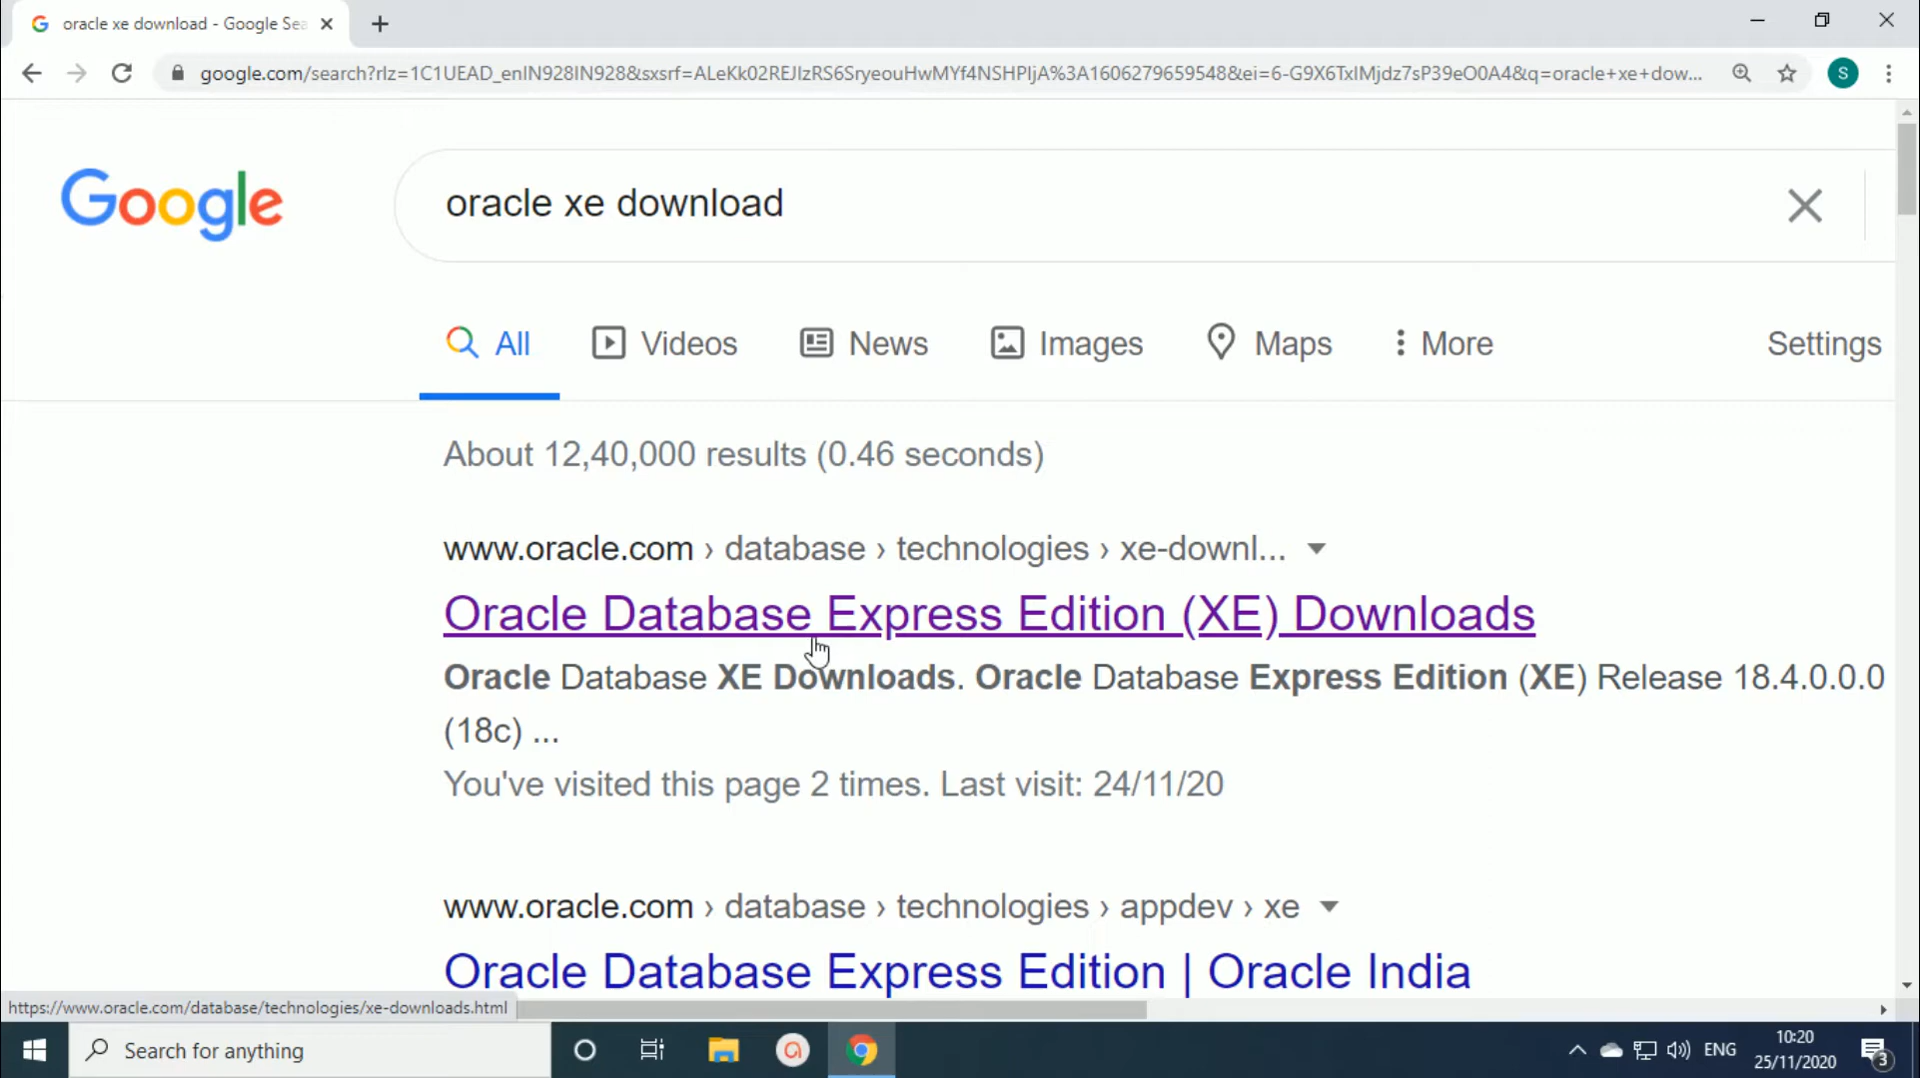 oracle xe download - Google Sea
google.com/search?rlz=1C1UEAD_enIN928IN928&sxsrf=ALeKk02REJIzRS6SryeouHwMYf4NSHPIjA%3A1606279659548&ei=6-G9X6TxIMjdz7sP39eO0A4&q=oracle+xe+dow...
S
Google
oracle xe download
All Videos News Images Maps More Settings
About 12,40,000 results (0.46 seconds)
www.oracle.com › database › technologies › xe-downl...
Oracle Database Express Edition (XE) Downloads
Oracle Database XE Downloads. Oracle Database Express Edition (XE) Release 18.4.0.0.0
(18c) ...
You've visited this page 2 times. Last visit: 24/11/20
www.oracle.com › database › technologies › appdev › xe
Oracle Database Express Edition | Oracle India
https://www.oracle.com/database/technologies/xe-downloads.html
Search for anything
ENG
10:20
25/11/2020
3